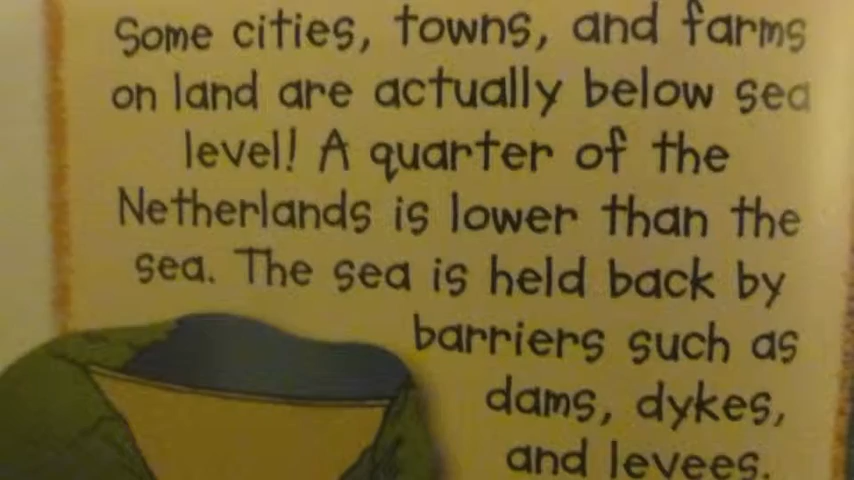 Some cities, towns, and farms
on land are actually below sea
level! A quarter of the
Netherlands is lower than the
sea. The sea is held back by
barriers such as
dams, dykes,
and levees.